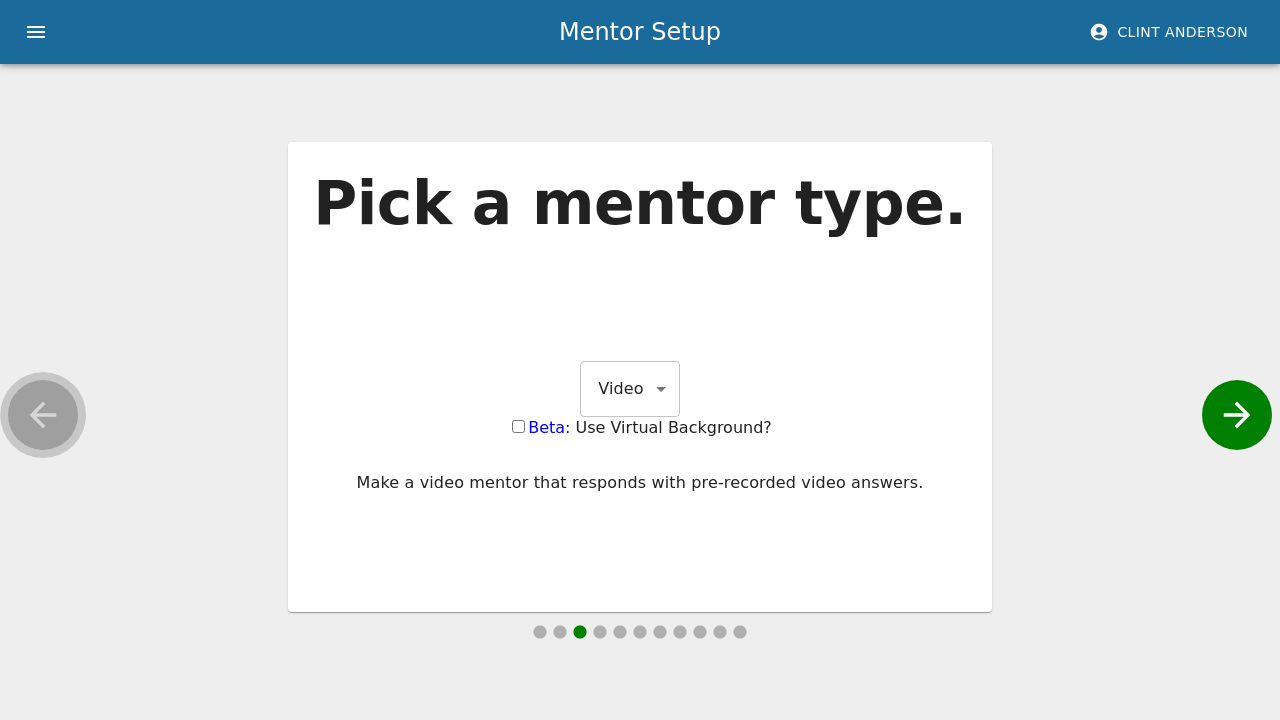 Mentor Setup
CLINT ANDERSON
Pick a mentor type.
Video
Beta: Use Virtual Background?
Make a video mentor that responds with pre-recorded video answers.